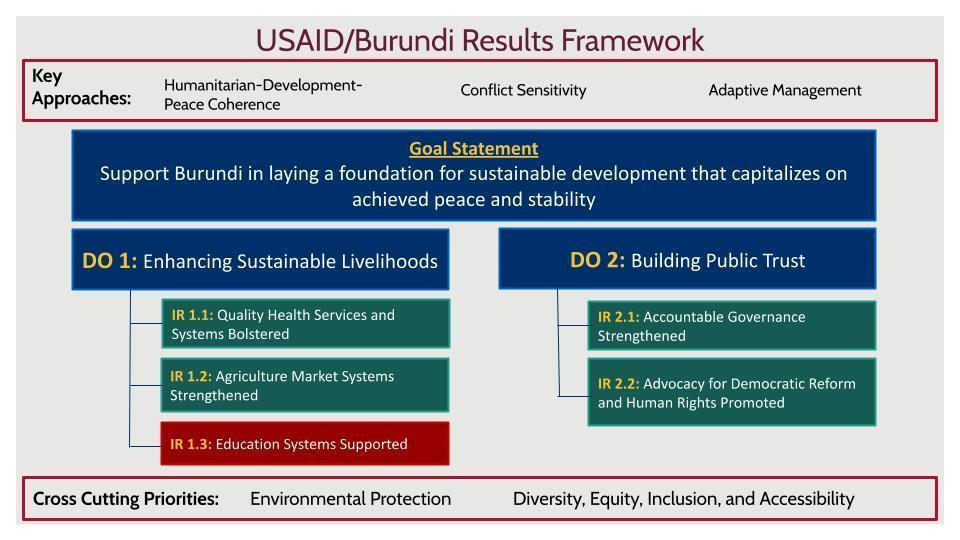 USAID/Burundi Results Framework
Key
Approaches:
Humanitarian-Development-
Peace Coherence
Conflict Sensitivity
Adaptive Management
Goal Statement
Support Burundi in laying a foundation for sustainable development that capitalizes on
achieved peace and stability
DO 1: Enhancing Sustainable Livelihoods
IR 1.1: Quality Health Services and
Systems Bolstered
IR 1.2: Agriculture Market Systems
Strengthened
IR 1.3: Education Systems Supported
DO 2: Building Public Trust
IR 2.1: Accountable Governance
Strengthened
IR 2.2: Advocacy for Democratic Reform
and Human Rights Promoted
Cross Cutting Priorities: Environmental Protection Diversity, Equity, Inclusion, and Accessibility